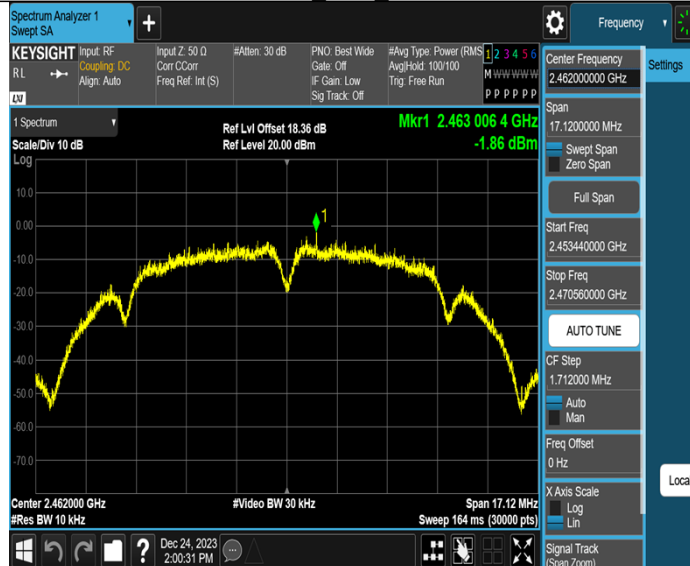 Spectrum Analyzer 1
Swept SA
+
Frequency
KEYSIGHT
RL
LXI
Input: RF
Coupling: DC
Align: Auto
Input Z: 50 Ω
Corr CCorr
Freq Ref: Int (S)
#Atten: 30 dB
PNO: Best Wide
Gate: Off
IF Gain: Low
Sig Track: Off
#Avg Type: Power (RMS
Avg|Hold: 100/100
Trig: Free Run
1 2 3 4 5 6
M W W W W W
P P P P P P
1 Spectrum
Scale/Div 10 dB
Ref Lvl Offset 18.36 dB
Ref Level 20.00 dBm
Mkr1 2.463 006 4 GHz
-1.86 dBm
Log
10.0
0.00
-10.0
-20.0
-30.0
-40.0
-50.0
-60.0
-70.0
1
Center 2.462000 GHz
#Res BW 10 kHz
#Video BW 30 kHz
Span 17.12 MHz
Sweep 164 ms (30000 pts)
Dec 24, 2023
2:00:31 PM
Center Frequency
2.462000000 GHz
Span
17.1200000 MHz
Swept Span
Zero Span
Full Span
Start Freq
2.453440000 GHz
Stop Freq
2.470560000 GHz
AUTO TUNE
CF Step
1.712000 MHz
Auto
Man
Freq Offset
0 Hz
X Axis Scale
Log
Lin
Signal Track
(Span Zoom)
Settings
Loca